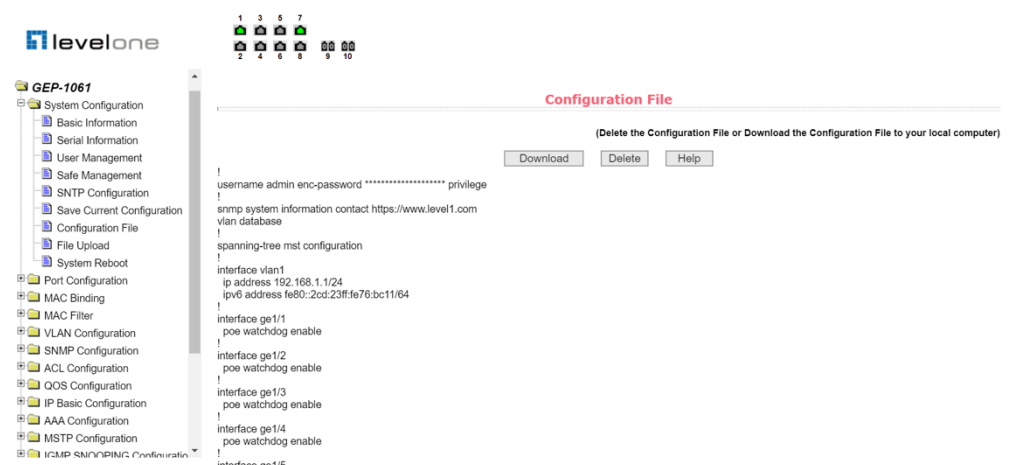 levelone
1 3 5 7
2 4 6 8 9 10
GEP-1061
System Configuration
Basic Information
Serial Information
User Management
Safe Management
SNTP Configuration
Save Current Configuration
Configuration File
File Upload
System Reboot
Port Configuration
MAC Binding
MAC Filter
VLAN Configuration
SNMP Configuration
ACL Configuration
QOS Configuration
IP Basic Configuration
AAA Configuration
MSTP Configuration
IGMP SNOOPING Configuratio
Configuration File
(Delete the Configuration File or Download the Configuration File to your local computer)
Download Delete Help
!
username admin enc-password ******************** privilege
!
snmp system information contact https://www.level1.com
vlan database
!
spanning-tree mst configuration
!
interface vlan1
ip address 192.168.1.1/24
ipv6 address fe80::2cd:23ff:fe76:bc11/64
!
interface ge1/1
poe watchdog enable
!
interface ge1/2
poe watchdog enable
!
interface ge1/3
poe watchdog enable
!
interface ge1/4
poe watchdog enable
!
interface ge1/5